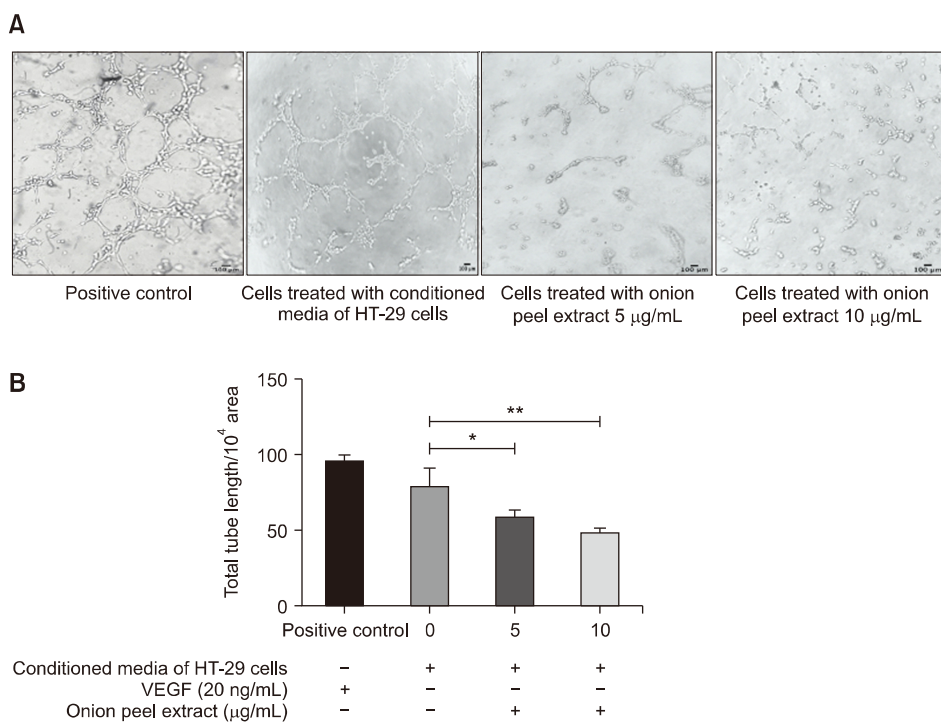 A
100 μm
100 μm
100 μm
100 μm
Positive control
Cells treated with conditioned
media of HT-29 cells
Cells treated with onion
peel extract 5 μg/mL
Cells treated with onion
peel extract 10 μg/mL
B
Total tube length/10⁴ area
150
100
50
0
**
*
Positive control 0 5 10
Conditioned media of HT-29 cells – + + +
VEGF (20 ng/mL) + – – –
Onion peel extract (μg/mL) – – + +